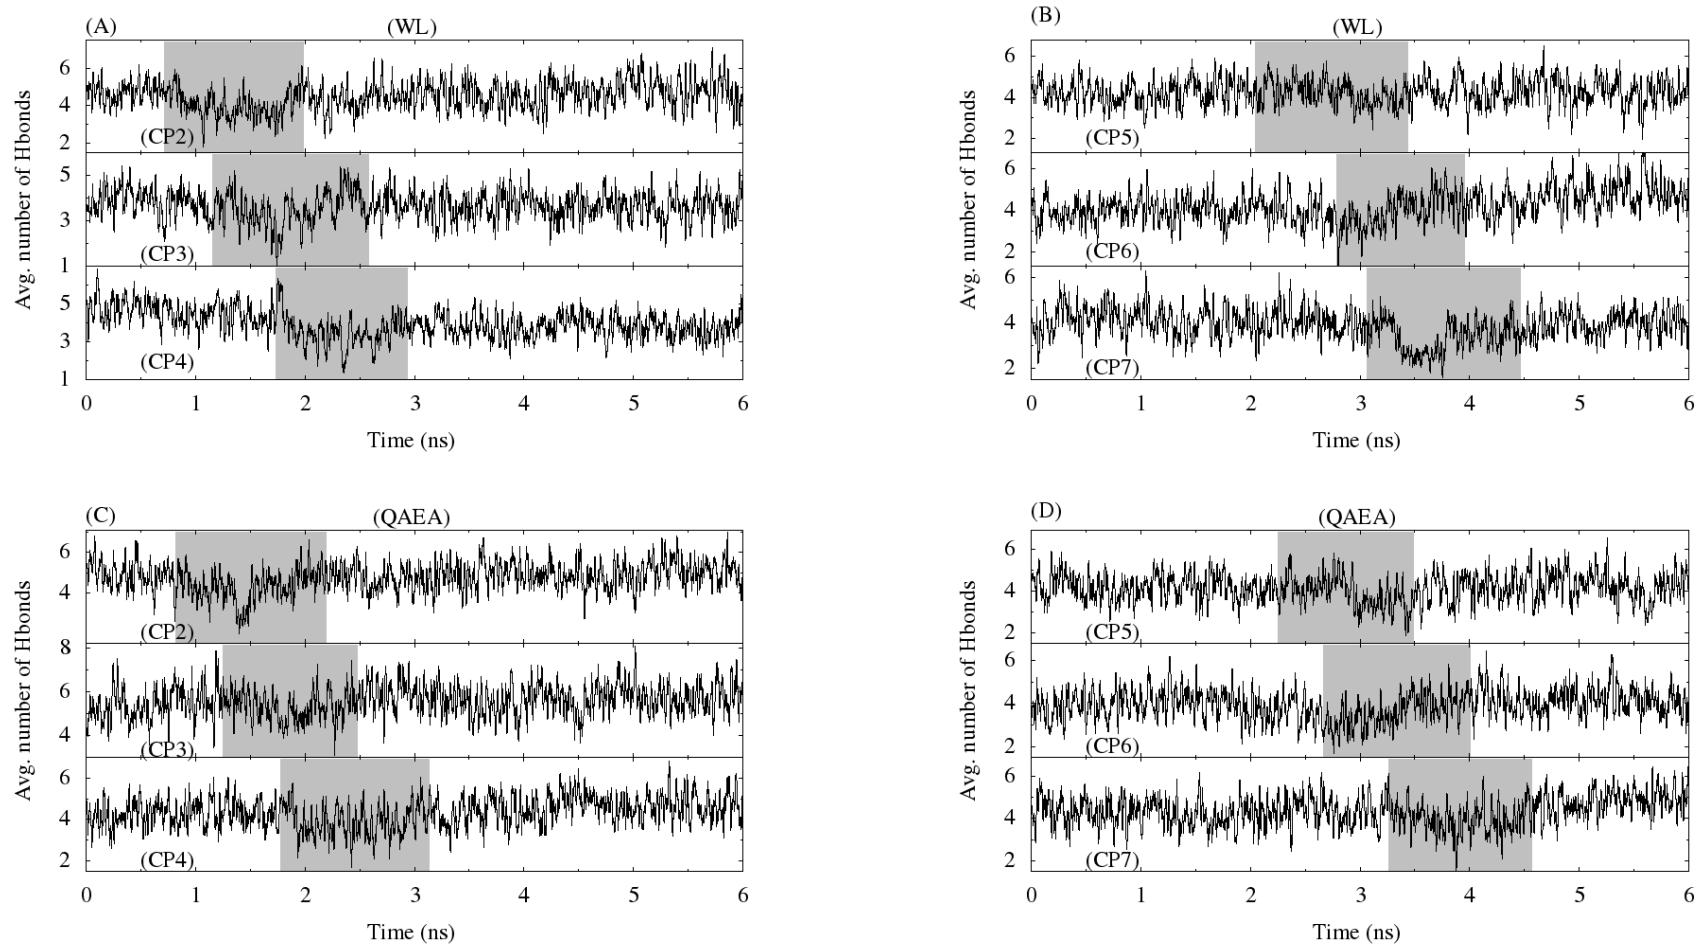 (A) (WL)
Avg. number of Hbonds
6
4
2
(CP2)
5
3
1
(CP3)
1
5
3
1
(CP4)
0 1 2 3 4 5 6
Time (ns)
(B) (WL)
Avg. number of Hbonds
6
4
2
(CP5)
6
4
2
(CP6)
6
4
2
(CP7)
0 1 2 3 4 5 6
Time (ns)
(C) (QAEA)
Avg. number of Hbonds
6
4
(CP2)
8
6
4
(CP3)
6
4
2
(CP4)
0 1 2 3 4 5 6
Time (ns)
(D) (QAEA)
Avg. number of Hbonds
6
4
2
(CP5)
6
4
2
(CP6)
6
4
2
(CP7)
0 1 2 3 4 5 6
Time (ns)